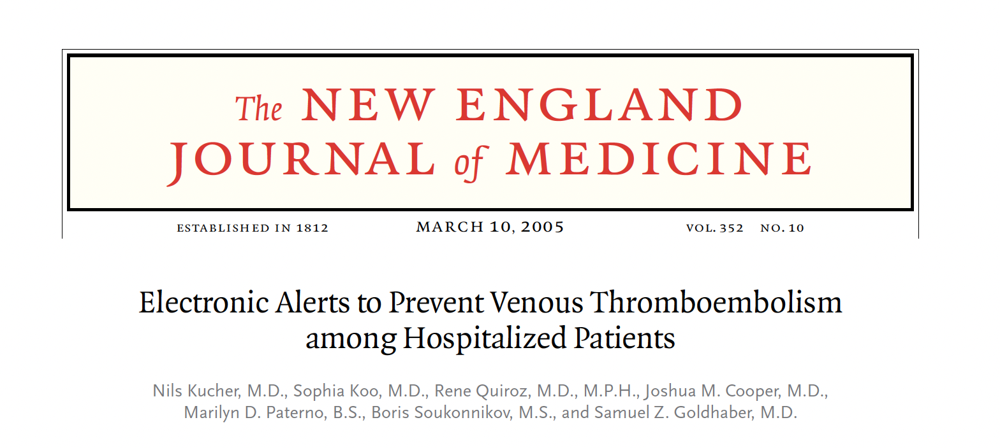 The NEW ENGLAND
JOURNAL of MEDICINE
ESTABLISHED IN 1812 MARCH 10, 2005 VOL. 352 NO. 10
Electronic Alerts to Prevent Venous Thromboembolism
among Hospitalized Patients
Nils Kucher, M.D., Sophia Koo, M.D., Rene Quiroz, M.D., M.P.H., Joshua M. Cooper, M.D.,
Marilyn D. Paterno, B.S., Boris Soukonnikov, M.S., and Samuel Z. Goldhaber, M.D.